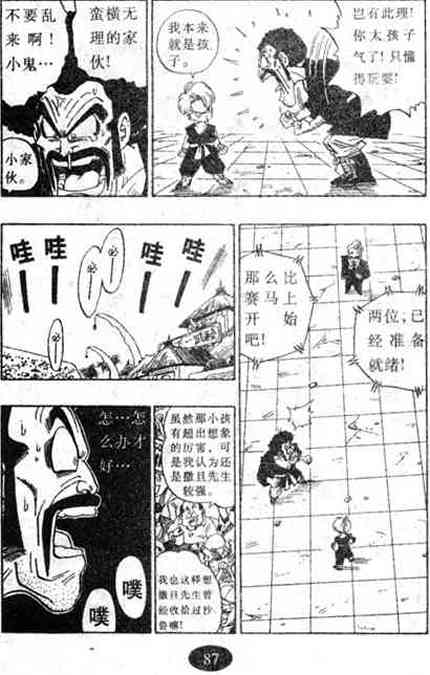 岂有此理!
你太孩子
气了! 只懂
得玩耍!
我本来
就是孩
子。
蛮横无
理的家
伙!
不要乱
来啊!
小鬼…
小家
伙。
两位,已
经准备
就绪!
那么比
赛马上
开始
吧!
哇
哇
哇
哇
虽然那小孩
有超出想象
的厉害,可
是我认为还
是撒旦先生
较强。
我也这样想
撒旦先生曾
经收拾过沙
鲁嘛!
怎…怎
么办才
好…
噗
噗
87